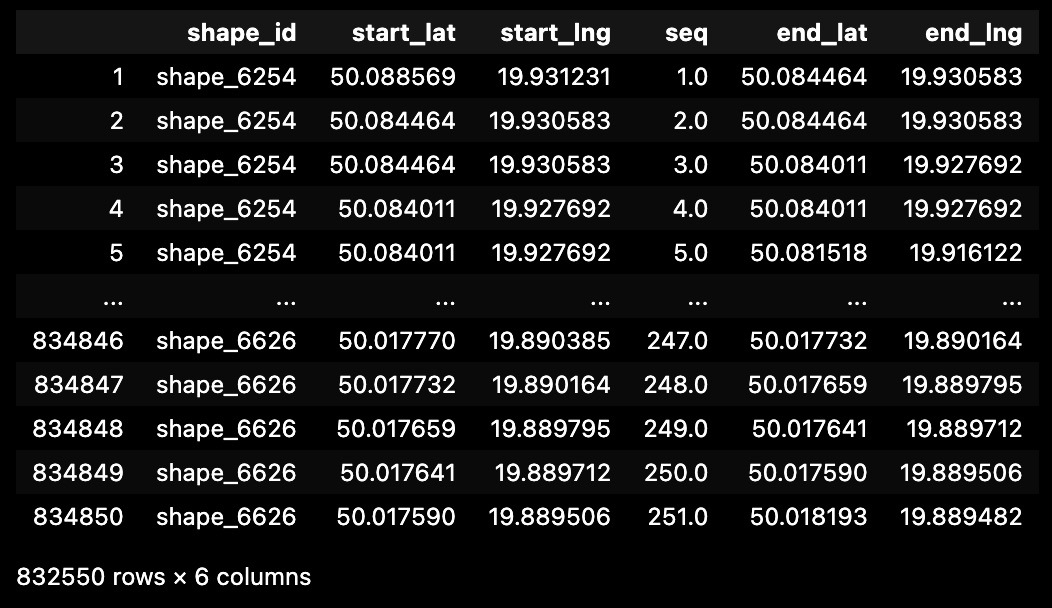 shape_id start_lat start_lng seq end_lat end_lng
1 shape_6254 50.088569 19.931231 1.0 50.084464 19.930583
2 shape_6254 50.084464 19.930583 2.0 50.084464 19.930583
3 shape_6254 50.084464 19.930583 3.0 50.084011 19.927692
4 shape_6254 50.084011 19.927692 4.0 50.084011 19.927692
5 shape_6254 50.084011 19.927692 5.0 50.081518 19.916122
... ... ... ... ... ... ...
834846 shape_6626 50.017770 19.890385 247.0 50.017732 19.890164
834847 shape_6626 50.017732 19.890164 248.0 50.017659 19.889795
834848 shape_6626 50.017659 19.889795 249.0 50.017641 19.889712
834849 shape_6626 50.017641 19.889712 250.0 50.017590 19.889506
834850 shape_6626 50.017590 19.889506 251.0 50.018193 19.889482
832550 rows × 6 columns